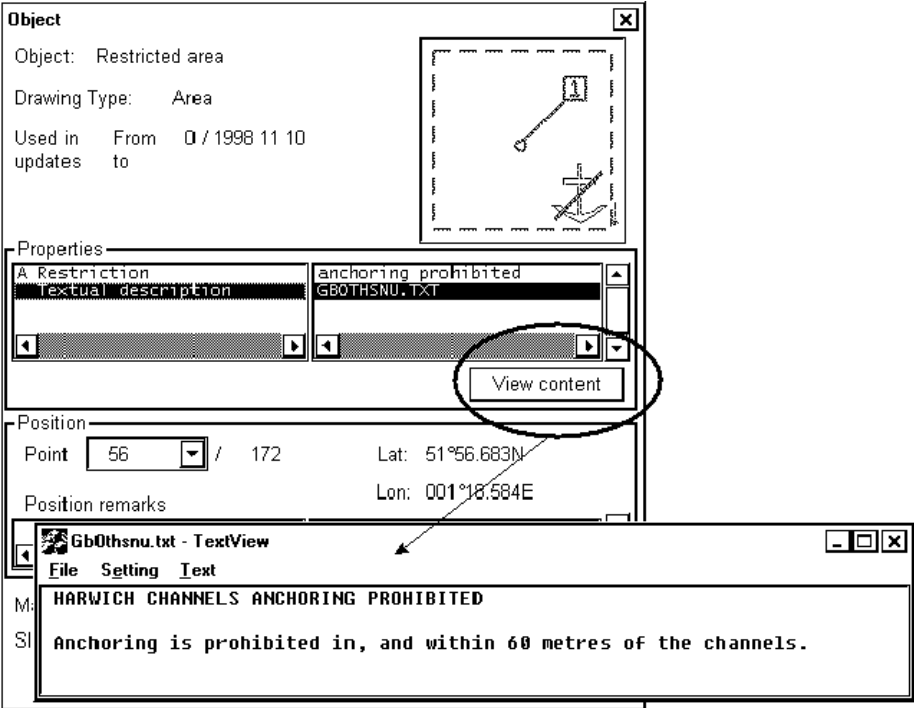 Object
Object: Restricted area
1
Drawing Type: Area
Used in From 0 / 1998 11 10
updates to
Properties
A Restriction anchoring prohibited
Textual description GB0THSNU.TXT
View content
Position
Point 56 / 172 Lat: 51°56.683N
Lon: 001°18.584E
Position remarks
Gb0thsnu.txt - TextView
File Setting Text
HARWICH CHANNELS ANCHORING PROHIBITED
Anchoring is prohibited in, and within 60 metres of the channels.